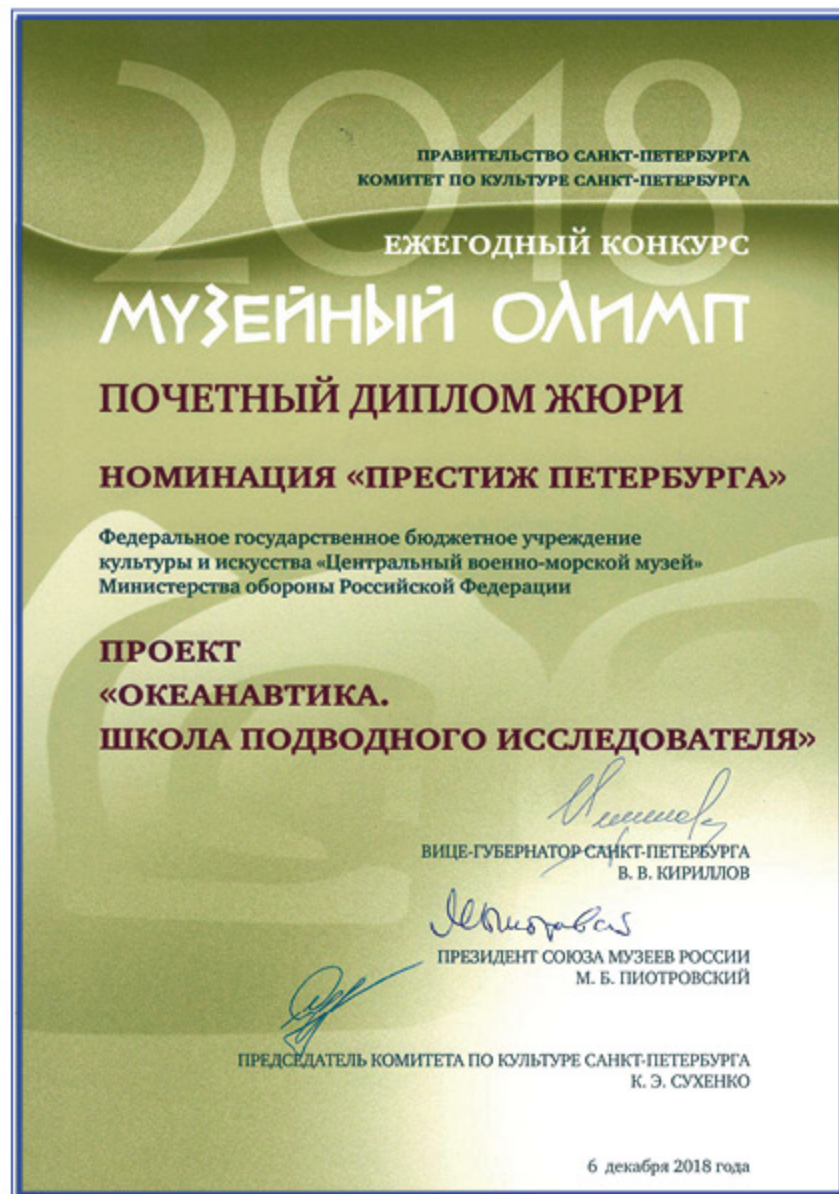 2018
ПРАВИТЕЛЬСТВО САНКТ-ПЕТЕРБУРГА
КОМИТЕТ ПО КУЛЬТУРЕ САНКТ-ПЕТЕРБУРГА
ЕЖЕГОДНЫЙ КОНКУРС
МУЗЕЙНЫЙ ОЛИМП
ПОЧЕТНЫЙ ДИПЛОМ ЖЮРИ
НОМИНАЦИЯ «ПРЕСТИЖ ПЕТЕРБУРГА»
Федеральное государственное бюджетное учреждение
культуры и искусства «Центральный военно-морской музей»
Министерства обороны Российской Федерации
ПРОЕКТ
«ОКЕАНАВТИКА.
ШКОЛА ПОДВОДНОГО ИССЛЕДОВАТЕЛЯ»
ВИЦЕ-ГУБЕРНАТОР САНКТ-ПЕТЕРБУРГА
В. В. КИРИЛЛОВ
ПРЕЗИДЕНТ СОЮЗА МУЗЕЕВ РОССИИ
М. Б. ПИОТРОВСКИЙ
ПРЕДСЕДАТЕЛЬ КОМИТЕТА ПО КУЛЬТУРЕ САНКТ-ПЕТЕРБУРГА
К. Э. СУХЕНКО
6 декабря 2018 года